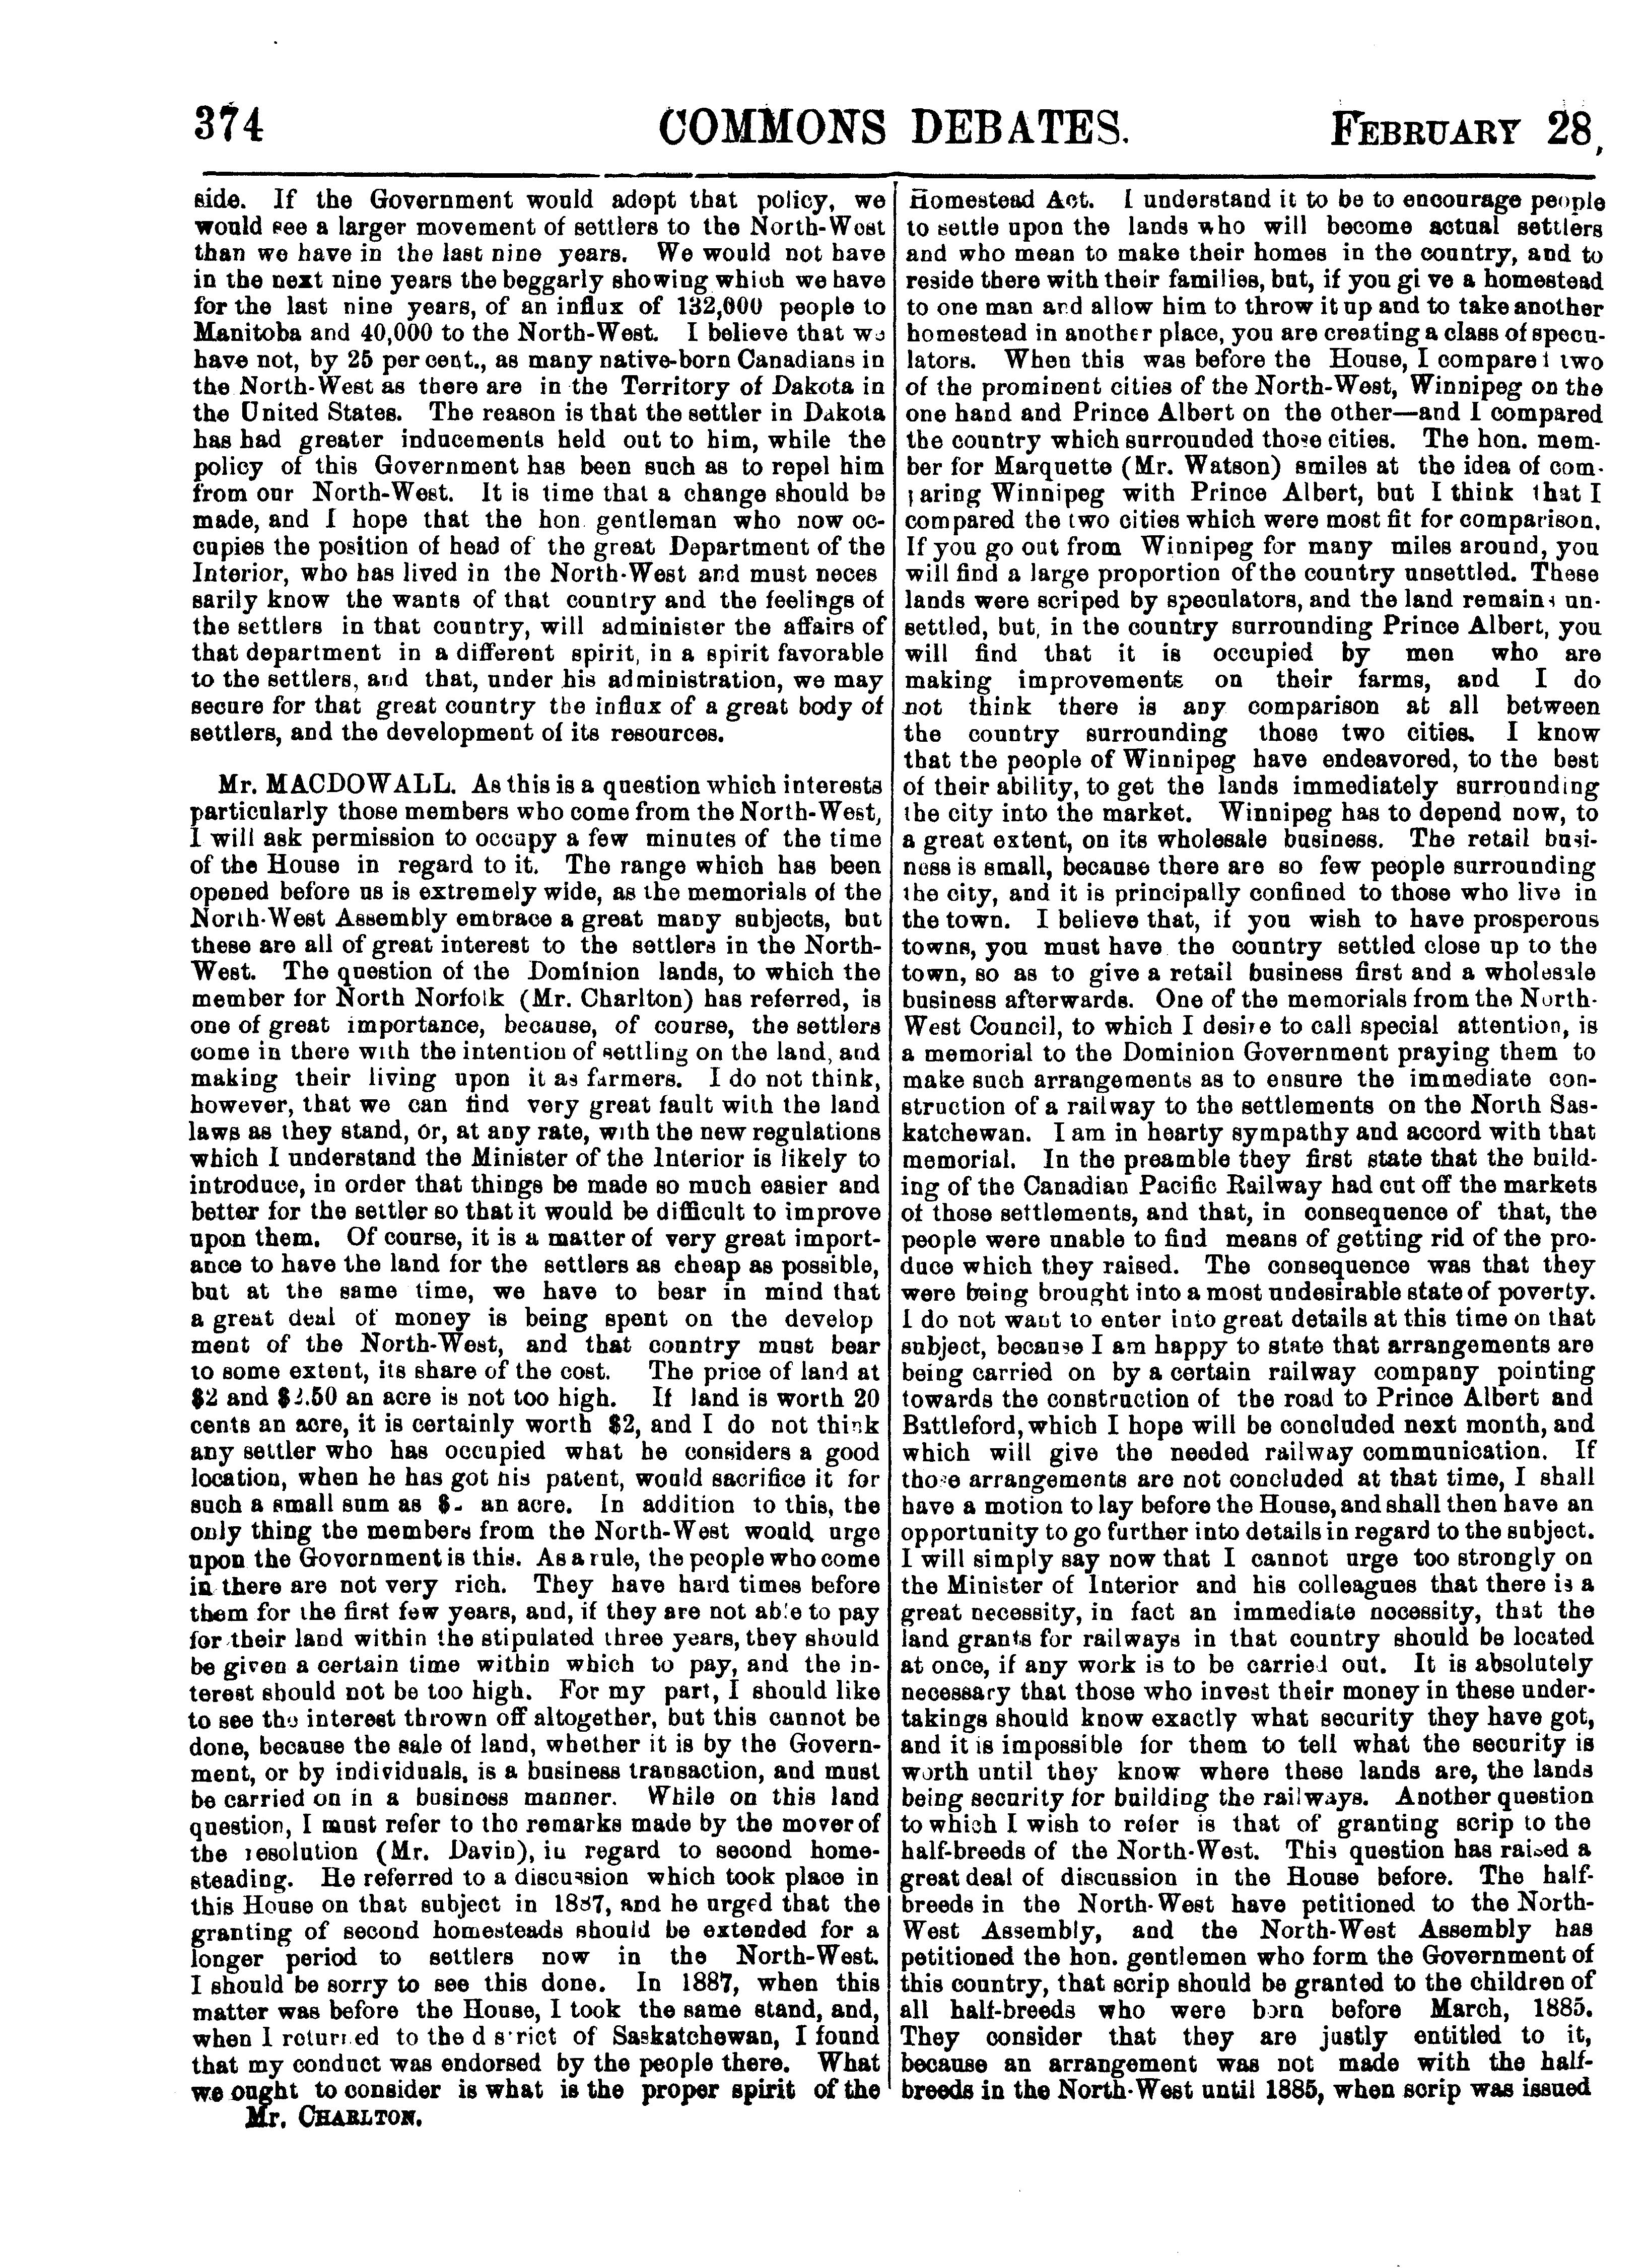 374 COMMONS DEBATES. FEBRUARY 28,
side. If the Government would adopt that policy, we
would see a larger movement of settlers to the North-West
than we have in the last nine years. We would not have
in the next nine years the beggarly showing which we have
for the last nine years, of an influx of 132,000 people to
Manitoba and 40,000 to the North-West. I believe that we
have not, by 25 per cent., as many native-born Canadians in
the North-West as there are in the Territory of Dakota in
the United States. The reason is that the settler in Dakota
has had greater inducements held out to him, while the
policy of this Government has been such as to repel him
from our North-West. It is time that a change should be
made, and I hope that the hon. gentleman who now oc-
cupies the position of head of the great Department of the
Interior, who has lived in the North-West and must neces
sarily know the wants of that country and the feelings of
the settlers in that country, will administer the affairs of
that department in a different spirit, in a spirit favorable
to the settlers, and that, under his administration, we may
secure for that great country the influx of a great body of
settlers, and the development of its resources.
Mr. MACDOWALL. As this is a question which interests
particularly those members who come from the North-West,
I will ask permission to occupy a few minutes of the time
of the House in regard to it. The range which has been
opened before us is extremely wide, as the memorials of the
North-West Assembly embrace a great many subjects, but
these are all of great interest to the settlers in the North-
West. The question of the Dominion lands, to which the
member for North Norfolk (Mr. Charlton) has referred, is
one of great importance, because, of course, the settlers
come in there with the intention of settling on the land, and
making their living upon it as farmers. I do not think,
however, that we can find very great fault with the land
laws as they stand, or, at any rate, with the new regulations
which I understand the Minister of the Interior is likely to
introduce, in order that things be made so much easier and
better for the settler so that it would be difficult to improve
upon them. Of course, it is a matter of very great import-
ance to have the land for the settlers as cheap as possible,
but at the same time, we have to bear in mind that
a great deal of money is being spent on the develop
ment of the North-West, and that country must bear
to some extent, its share of the cost. The price of land at
$2 and $2.50 an acre is not too high. If land is worth 20
cents an acre, it is certainly worth $2, and I do not think
any settler who has occupied what he considers a good
location, when he has got his patent, would sacrifice it for
such a small sum as an acre. In addition to this, the
only thing the members from the North-West would urge
upon the Government is this. As a rule, the people who come
in there are not very rich. They have hard times before
them for the first few years, and, if they are not able to pay
for their land within the stipulated three years, they should
be given a certain time within which to pay, and the in-
terest should not be too high. For my part, I should like
to see the interest thrown off altogether, but this cannot be
done, because the sale of land, whether it is by the Govern-
ment, or by individuals, is a business transaction, and must
be carried on in a business manner. While on this land
question, I must refer to the remarks made by the mover of
the resolution (Mr. Davin), in regard to second home-
steading. He referred to a discussion which took place in
this House on that subject in 1887, and he urged that the
granting of second homesteads should be extended for a
longer period to settlers now in the North-West.
I should be sorry to see this done. In 1887, when this
matter was before the House, I took the same stand, and,
when I returned to the district of Saskatchewan, I found
that my conduct was endorsed by the people there. What
we ought to consider is what is the proper spirit of the
Mr. CHARLTON.
Homestead Act. I understand it to be to encourage people
to settle upon the lands who will become actual settlers
and who mean to make their homes in the country, and to
reside there with their families, but, if you give a homestead
to one man and allow him to throw it up and to take another
homestead in another place, you are creating a class of specu-
lators. When this was before the House, I compared two
of the prominent cities of the North-West, Winnipeg on the
one hand and Prince Albert on the other—and I compared
the country which surrounded those cities. The hon. mem-
ber for Marquette (Mr. Watson) smiles at the idea of com-
paring Winnipeg with Prince Albert, but I think that I
compared the two cities which were most fit for comparison.
If you go out from Winnipeg for many miles around, you
will find a large proportion of the country unsettled. These
lands were scriped by speculators, and the land remains un-
settled, but, in the country surrounding Prince Albert, you
will find that it is occupied by men who are
making improvements on their farms, and I do
not think there is any comparison at all between
the country surrounding those two cities. I know
that the people of Winnipeg have endeavored, to the best
of their ability, to get the lands immediately surrounding
the city into the market. Winnipeg has to depend now, to
a great extent, on its wholesale business. The retail busi-
ness is small, because there are so few people surrounding
the city, and it is principally confined to those who live in
the town. I believe that, if you wish to have prosperous
towns, you must have the country settled close up to the
town, so as to give a retail business first and a wholesale
business afterwards. One of the memorials from the North-
West Council, to which I desire to call special attention, is
a memorial to the Dominion Government praying them to
make such arrangements as to ensure the immediate con-
struction of a railway to the settlements on the North Sas-
katchewan. I am in hearty sympathy and accord with that
memorial. In the preamble they first state that the build-
ing of the Canadian Pacific Railway had cut off the markets
of those settlements, and that, in consequence of that, the
people were unable to find means of getting rid of the pro-
duce which they raised. The consequence was that they
were being brought into a most undesirable state of poverty.
I do not want to enter into great details at this time on that
subject, because I am happy to state that arrangements are
being carried on by a certain railway company pointing
towards the construction of the road to Prince Albert and
Battleford, which I hope will be concluded next month, and
which will give the needed railway communication. If
those arrangements are not concluded at that time, I shall
have a motion to lay before the House, and shall then have an
opportunity to go further into details in regard to the subject.
I will simply say now that I cannot urge too strongly on
the Minister of Interior and his colleagues that there is a
great necessity, in fact an immediate necessity, that the
land grants for railways in that country should be located
at once, if any work is to be carried out. It is absolutely
necessary that those who invest their money in these under-
takings should know exactly what security they have got,
and it is impossible for them to tell what the security is
worth until they know where these lands are, the lands
being security for building the railways. Another question
to which I wish to refer is that of granting scrip to the
half-breeds of the North-West. This question has raised a
great deal of discussion in the House before. The half-
breeds in the North-West have petitioned to the North-
West Assembly, and the North-West Assembly has
petitioned the hon. gentlemen who form the Government of
this country, that scrip should be granted to the children of
all half-breeds who were born before March, 1885.
They consider that they are justly entitled to it,
because an arrangement was not made with the half-
breeds in the North-West until 1885, when scrip was issued